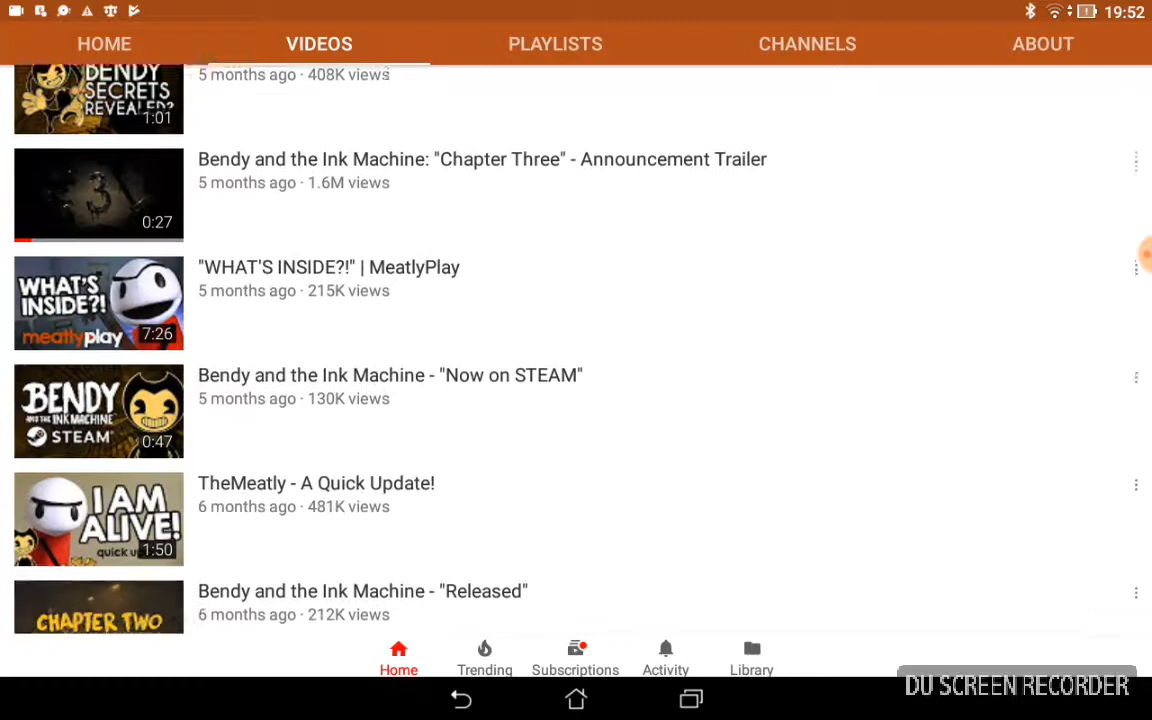 19:52
HOME VIDEOS PLAYLISTS CHANNELS ABOUT
BENDY
SECRETS
REVEALED?
1:01
5 months ago · 408K views
3
0:27
Bendy and the Ink Machine: "Chapter Three" - Announcement Trailer
5 months ago · 1.6M views
WHAT'S
INSIDE?!
meatlyplay
7:26
"WHAT'S INSIDE?!" | MeatlyPlay
5 months ago · 215K views
BENDY
AND THE INK MACHINE
STEAM
0:47
Bendy and the Ink Machine - "Now on STEAM"
5 months ago · 130K views
I AM
ALIVE!
quick
1:50
TheMeatly - A Quick Update!
6 months ago · 481K views
CHAPTER TWO
Bendy and the Ink Machine - "Released"
6 months ago · 212K views
Home Trending Subscriptions Activity Library
DU SCREEN RECORDER